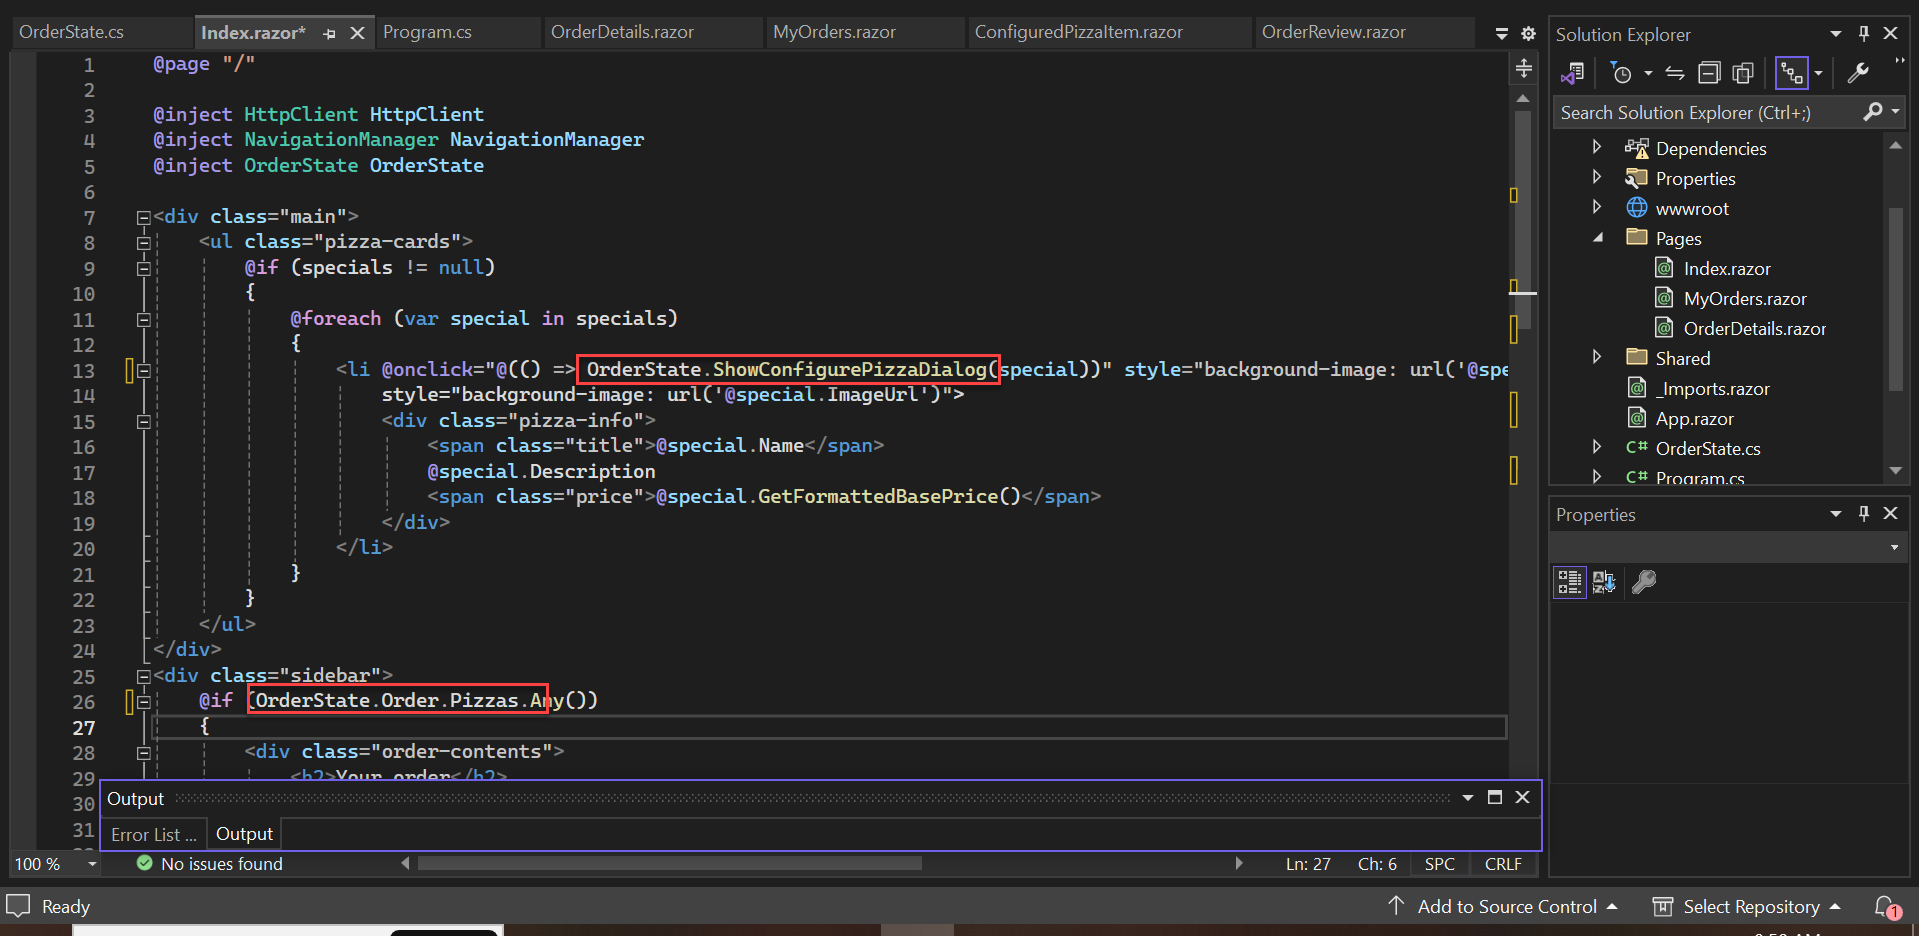 OrderState.cs
Index.razor*
Program.cs
OrderDetails.razor
MyOrders.razor
ConfiguredPizzaItem.razor
OrderReview.razor
1 @page "/"
2
3 @inject HttpClient HttpClient
4 @inject NavigationManager NavigationManager
5 @inject OrderState OrderState
6
7 <div class="main">
8 <ul class="pizza-cards">
9 @if (specials != null)
10 {
11 @foreach (var special in specials)
12 {
13 <li @onclick="@(() => OrderState.ShowConfigurePizzaDialog(special))" style="background-image: url('@spe
14 style="background-image: url('@special.ImageUrl')">
15 <div class="pizza-info">
16 <span class="title">@special.Name</span>
17 @special.Description
18 <span class="price">@special.GetFormattedBasePrice()</span>
19 </div>
20 </li>
21 }
22 }
23 </ul>
24 </div>
25 <div class="sidebar">
26 @if (OrderState.Order.Pizzas.Any())
27 {
28 <div class="order-contents">
29 <h2>Your order</h2>
30
31
Output
Error List ...
Output
100 %
No issues found
Ln: 27
Ch: 6
SPC
CRLF
Solution Explorer
Search Solution Explorer (Ctrl+;)
Dependencies
Properties
wwwroot
Pages
Index.razor
MyOrders.razor
OrderDetails.razor
Shared
_Imports.razor
App.razor
C# OrderState.cs
C# Program.cs
Properties
Ready
Add to Source Control
Select Repository
1